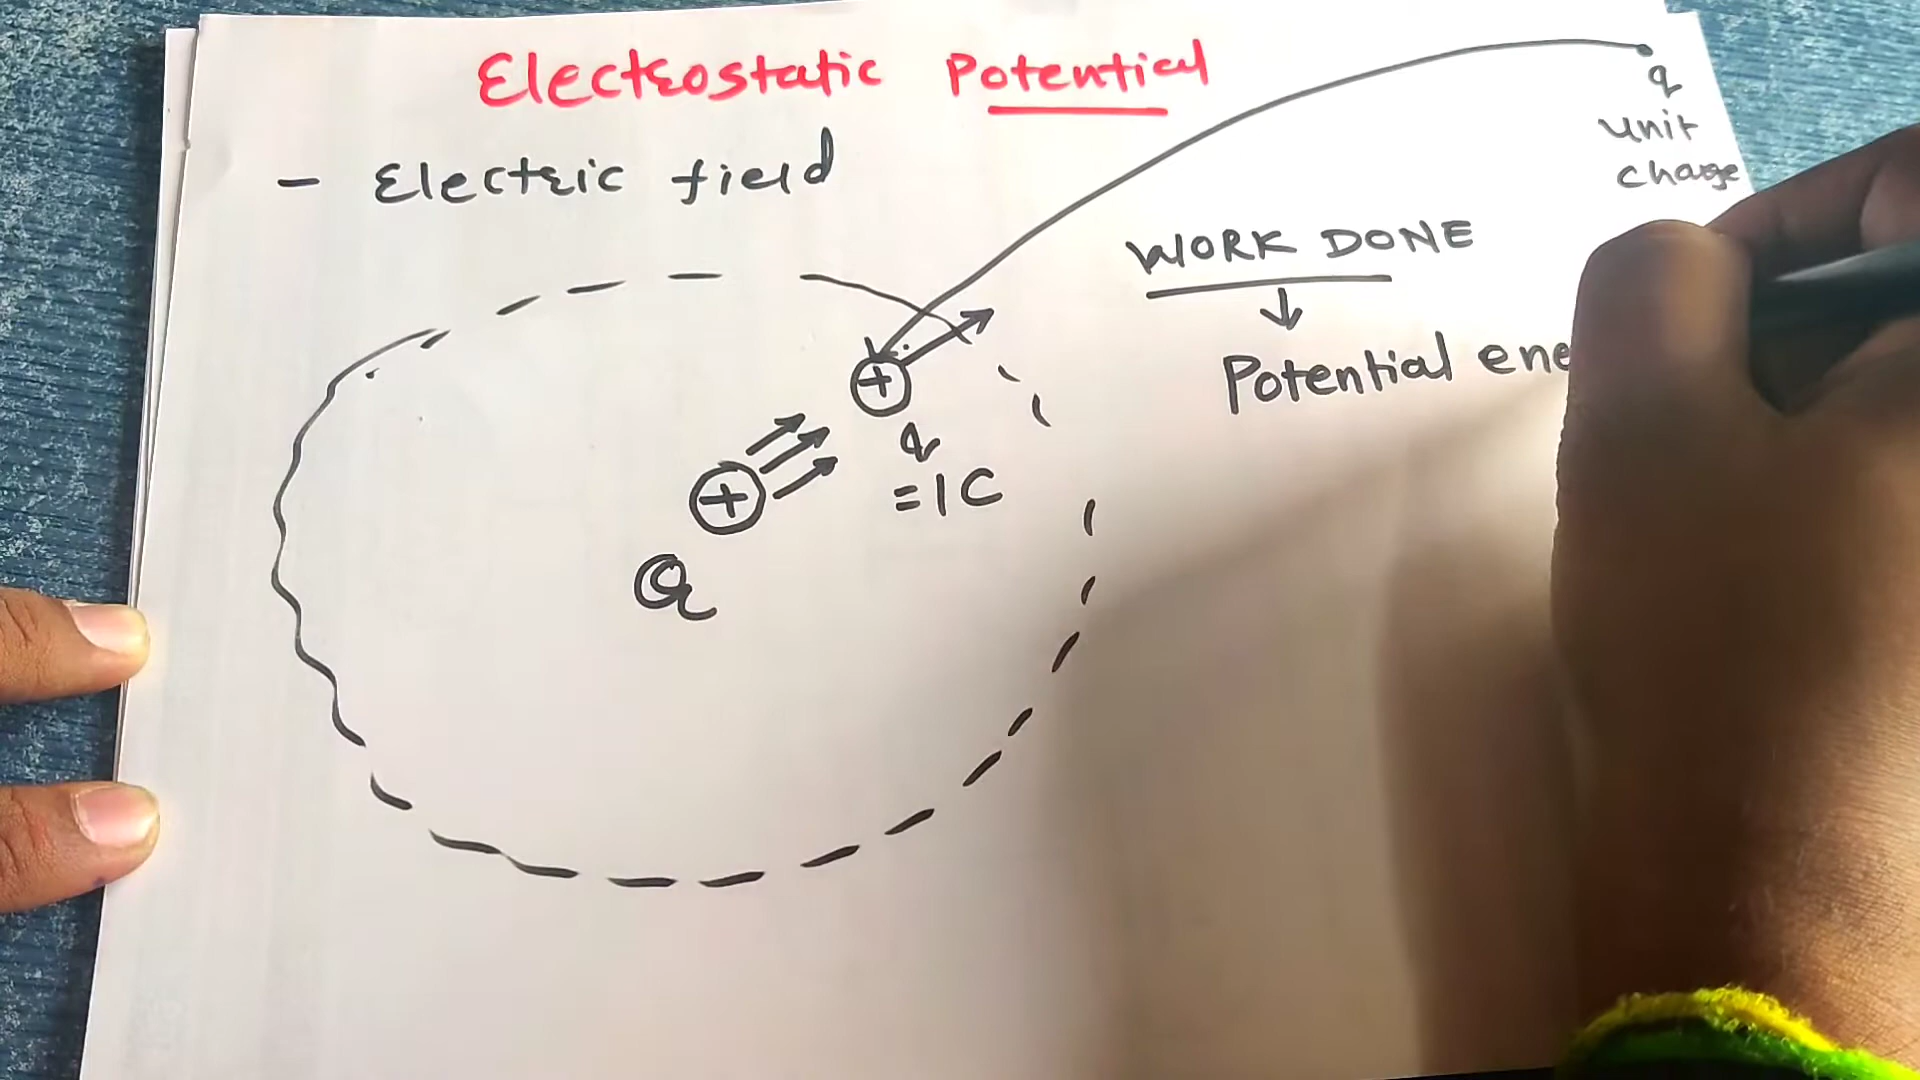 Electrostatic Potential
- Electric field
q
unit
charge
WORK DONE
↓
Potential ene
+
q
= 1C
+
Q